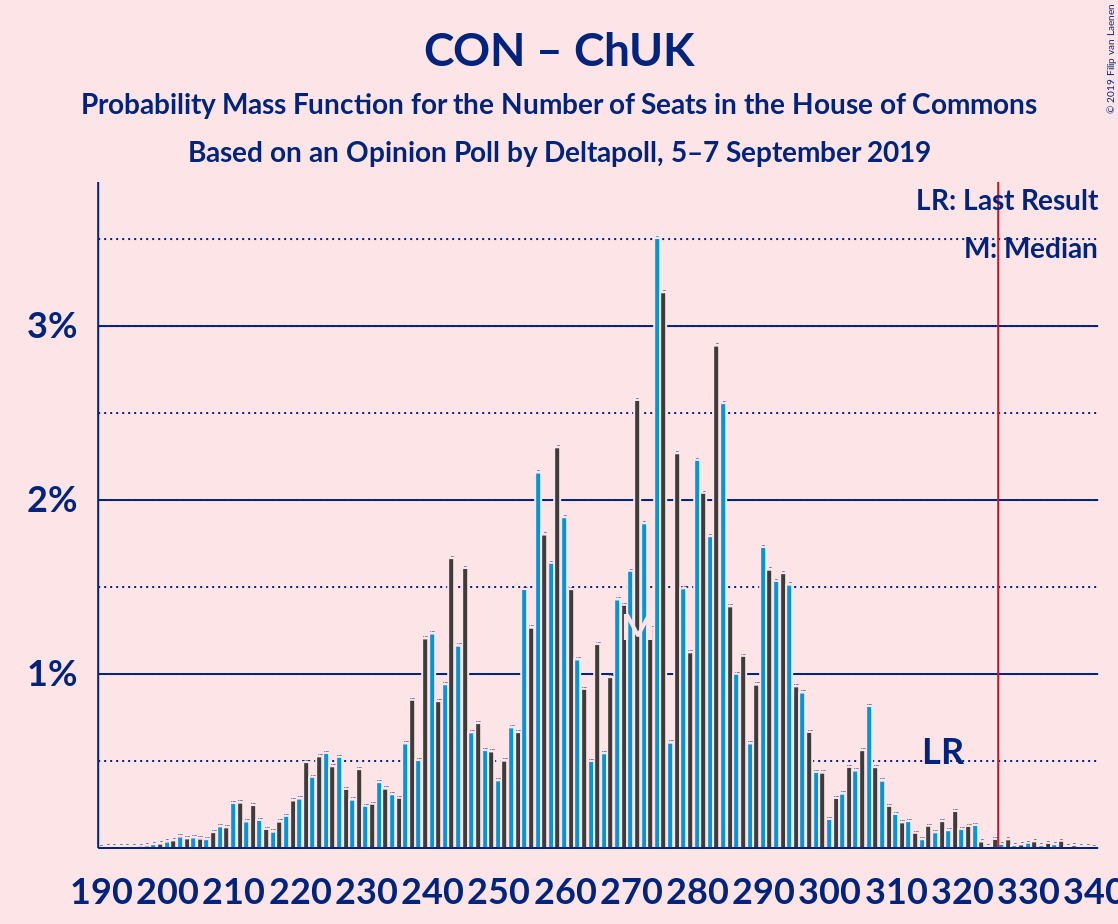 CON – ChUK
Probability Mass Function for the Number of Seats in the House of Commons
Based on an Opinion Poll by Deltapoll, 5–7 September 2019
© 2019 Filip van Laenen
LR: Last Result
M: Median
3%
2%
1%
M
LR
190 200 210 220 230 240 250 260 270 280 290 300 310 320 330 340